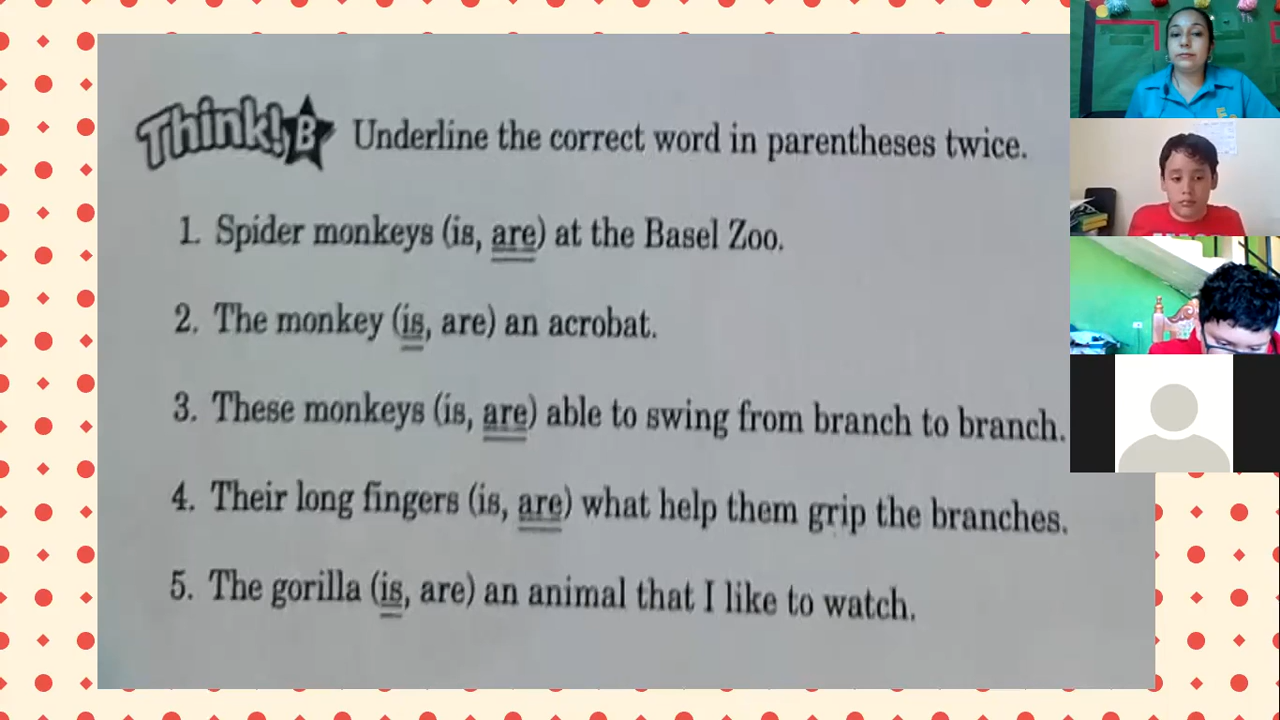 Think! B Underline the correct word in parentheses twice.
1. Spider monkeys (is, are) at the Basel Zoo.
2. The monkey (is, are) an acrobat.
3. These monkeys (is, are) able to swing from branch to branch.
4. Their long fingers (is, are) what help them grip the branches.
5. The gorilla (is, are) an animal that I like to watch.